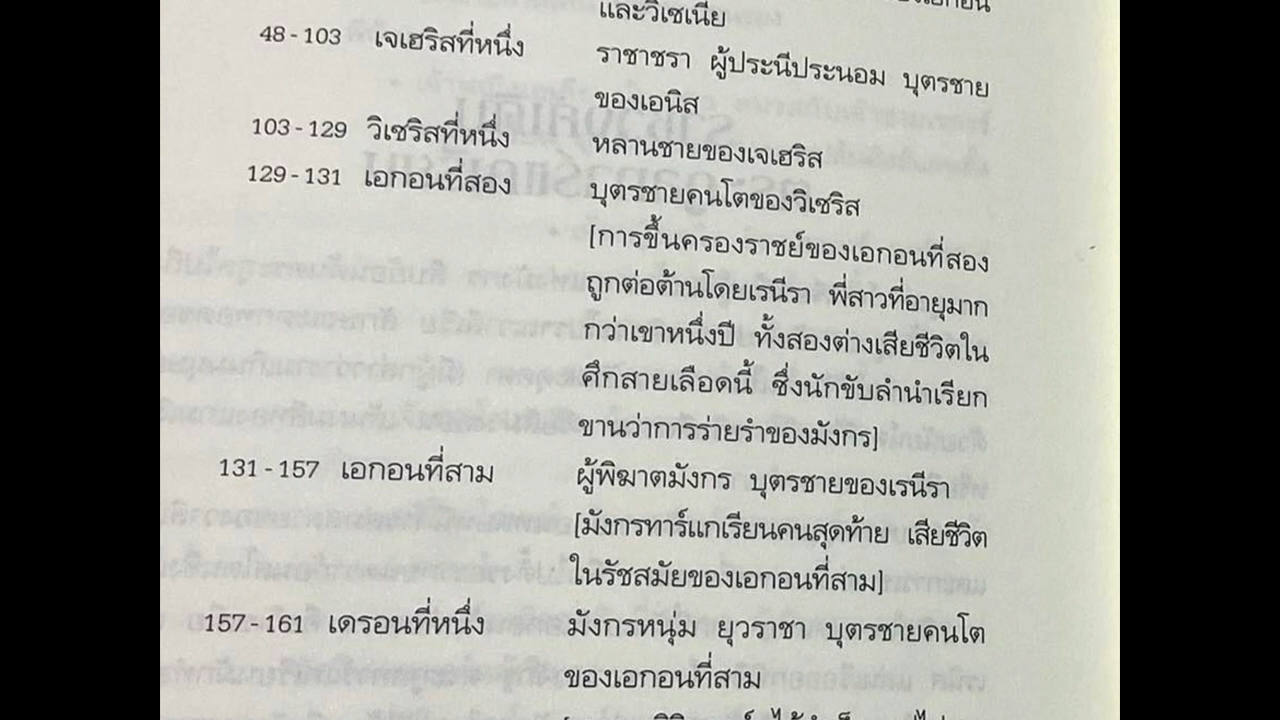 และวิเซเนีย
48 - 103 เจเฮริสที่หนึ่ง ราชาชรา ผู้ประนีประนอม บุตรชาย
ของเอนิส
103 - 129 วิเซริสที่หนึ่ง หลานชายของเจเฮริส
129 - 131 เอกอนที่สอง บุตรชายคนโตของวิเซริส
[การขึ้นครองราชย์ของเอกอนที่สอง
ถูกต่อต้านโดยเรนีรา พี่สาวที่อายุมาก
กว่าเขาหนึ่งปี ทั้งสองต่างเสียชีวิตใน
ศึกสายเลือดนี้ ซึ่งนักขับลำนำเรียก
ขานว่าการร่ายรำของมังกร]
131 - 157 เอกอนที่สาม ผู้พิฆาตมังกร บุตรชายของเรนีรา
[มังกรทาร์แกเรียนคนสุดท้าย เสียชีวิต
ในรัชสมัยของเอกอนที่สาม]
157 - 161 เดรอนที่หนึ่ง มังกรหนุ่ม ยุวราชา บุตรชายคนโต
ของเอกอนที่สาม